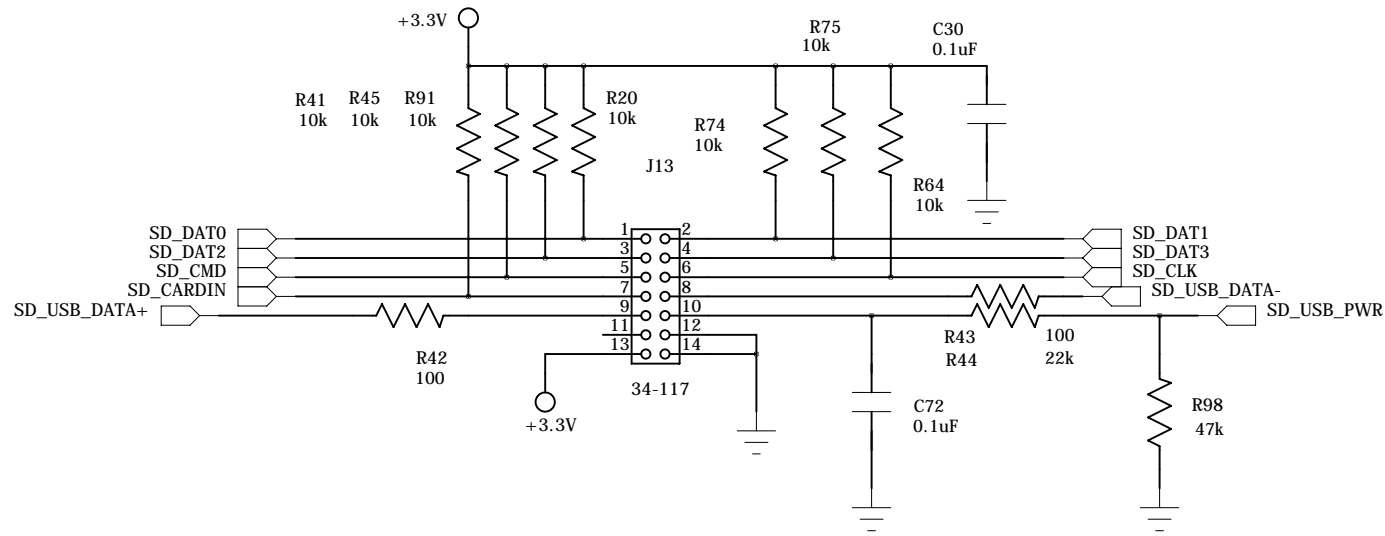 +3.3V
R75
10k
C30
0.1uF
R41
10k
R45
10k
R91
10k
R20
10k
R74
10k
J13
R64
10k
SD_DAT0
1
2
SD_DAT1
SD_DAT2
3
4
SD_DAT3
SD_CMD
5
6
SD_CLK
SD_CARDIN
7
8
SD_USB_DATA-
SD_USB_DATA+
9
10
SD_USB_PWR
11
12
13
14
R42
100
R43
100
R44
22k
34-117
+3.3V
C72
0.1uF
R98
47k